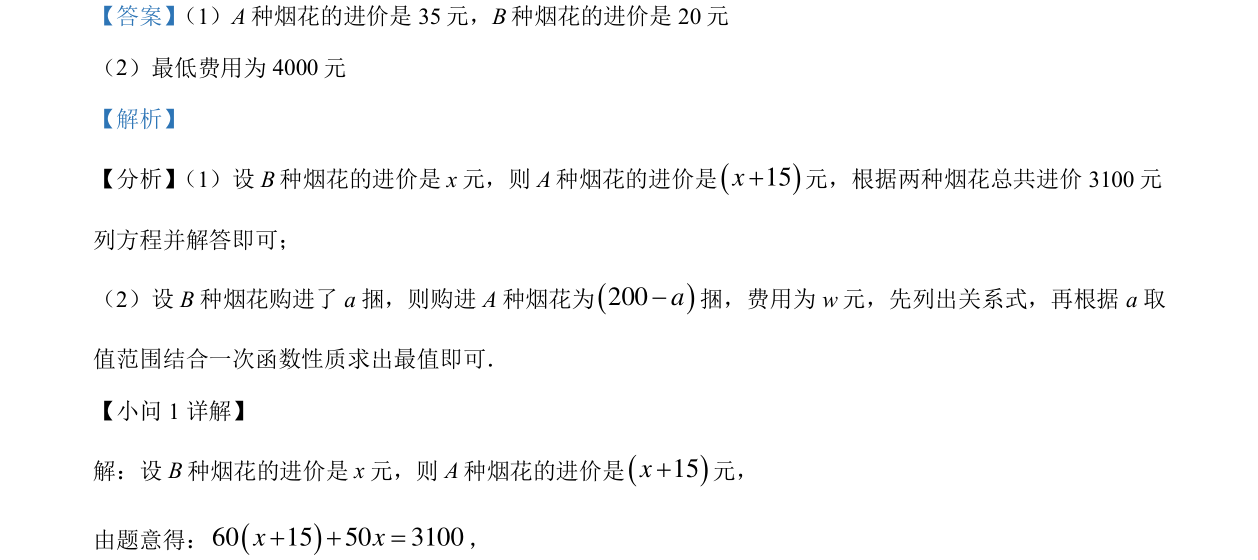 【答案】（1）A 种烟花的进价是 35 元，B 种烟花的进价是 20 元
（2）最低费用为 4000 元
【解析】
【分析】（1）设 B 种烟花的进价是 x 元，则 A 种烟花的进价是(x+15)元，根据两种烟花总共进价 3100 元
列方程并解答即可；
（2）设 B 种烟花购进了 a 捆，则购进 A 种烟花为(200−a)捆，费用为 w 元，先列出关系式，再根据 a 取
值范围结合一次函数性质求出最值即可．
【小问 1 详解】
解：设 B 种烟花的进价是 x 元，则 A 种烟花的进价是(x+15)元，
由题意得：60(x+15)+50x=3100，